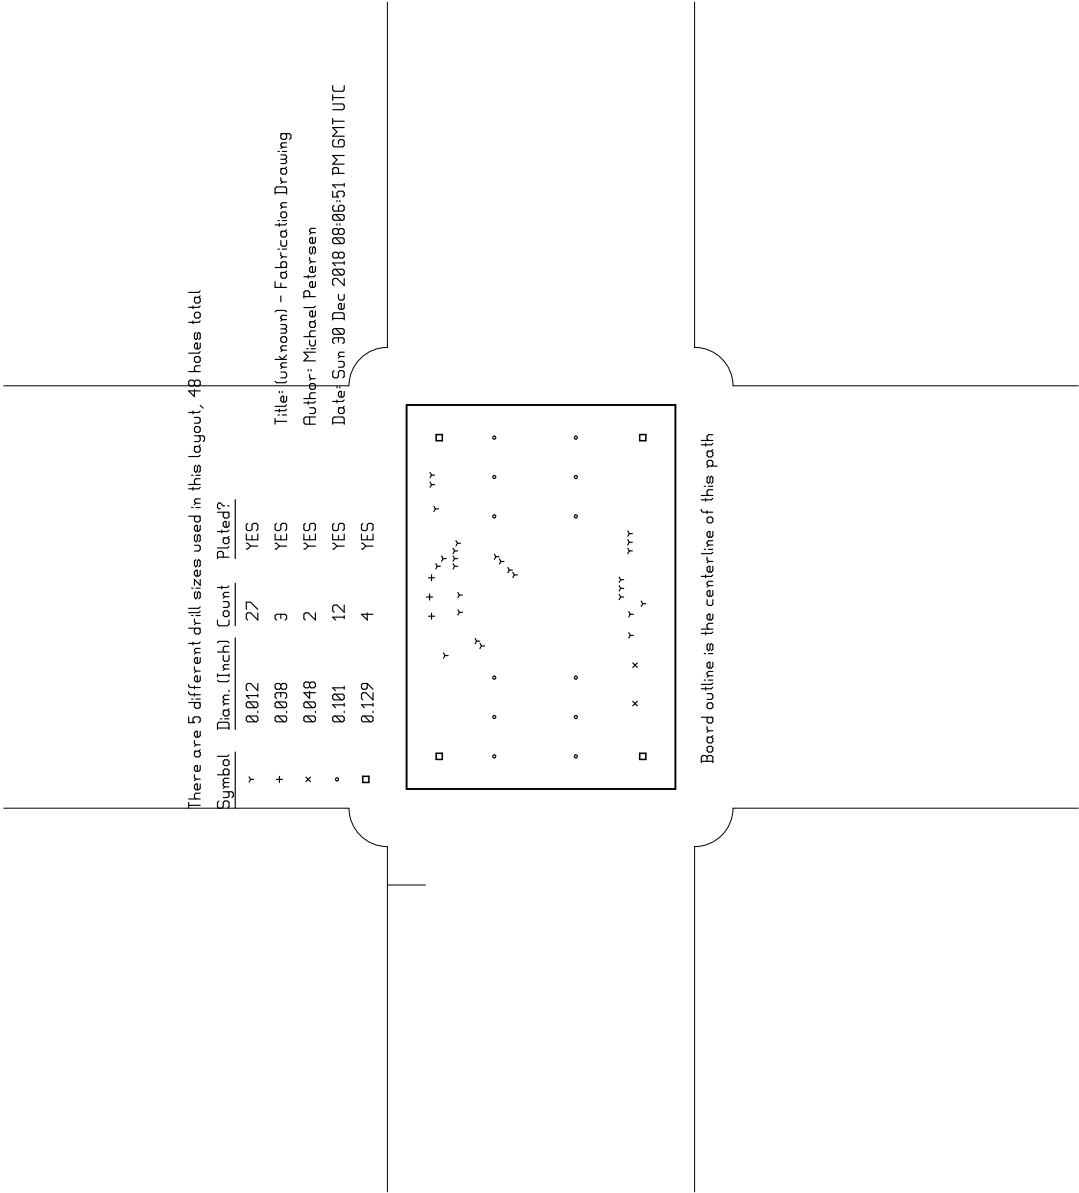 There are 5 different drill sizes used in this layout, 48 holes total
Symbol Diam. (Inch) Count Plated?
0.012 27 YES
0.038 3 YES
0.048 2 YES
0.101 12 YES
0.129 4 YES
Title: (unknown) - Fabrication Drawing
Author: Michael Petersen
Date: Sun 30 Dec 2018 08:06:51 PM GMT UTC
Board outline is the centerline of this path